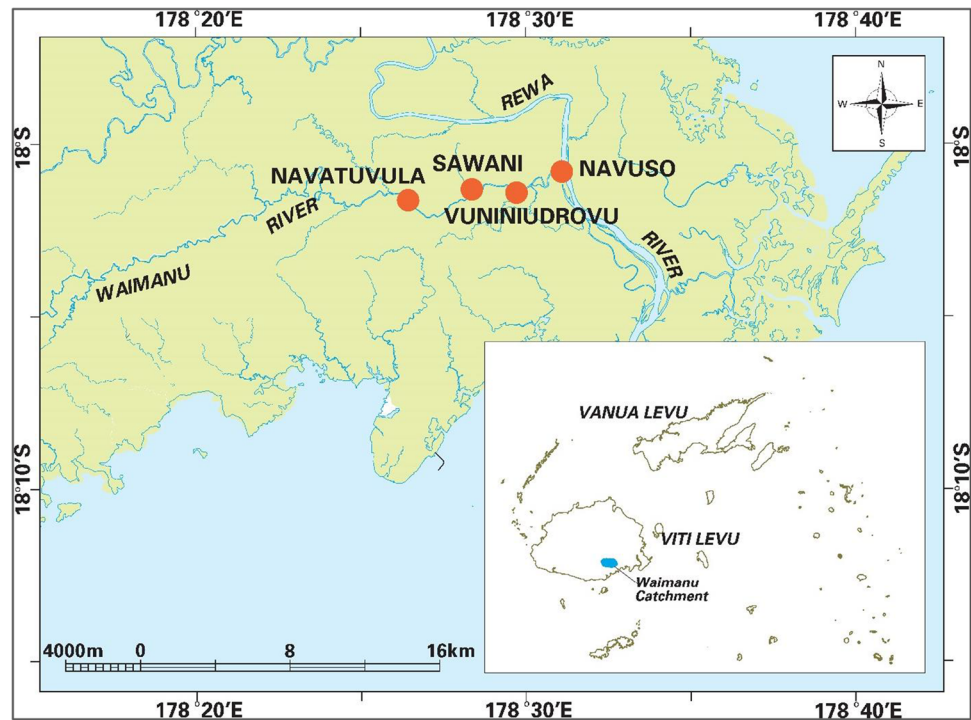 178°20'E 178°30'E 178°40'E
N
W E
S
REWA
18°S 18°S
SAWANI
NAVATUVULA NAVUSO
RIVER VUNINIUDROVU
RIVER
WAIMANU
VANUA LEVU
18°10'S 18°10'S
VITI LEVU
Waimanu
Catchment
4000m 0 8 16km
178°20'E 178°30'E 178°40'E